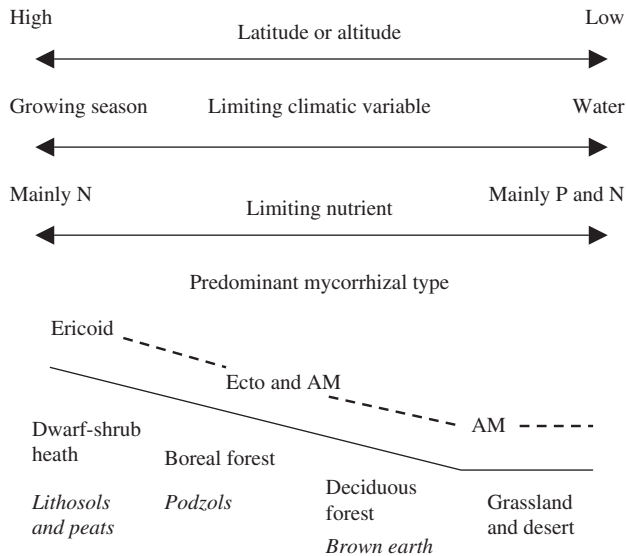 High
Low
Latitude or altitude
Growing season
Limiting climatic variable
Water
Mainly N
Mainly P and N
Limiting nutrient
Predominant mycorrhizal type
Ericoid
Ecto and AM
AM
Dwarf-shrub
heath
Boreal forest
Deciduous
forest
Grassland
and desert
Lithosols
and peats
Podzols
Brown earth